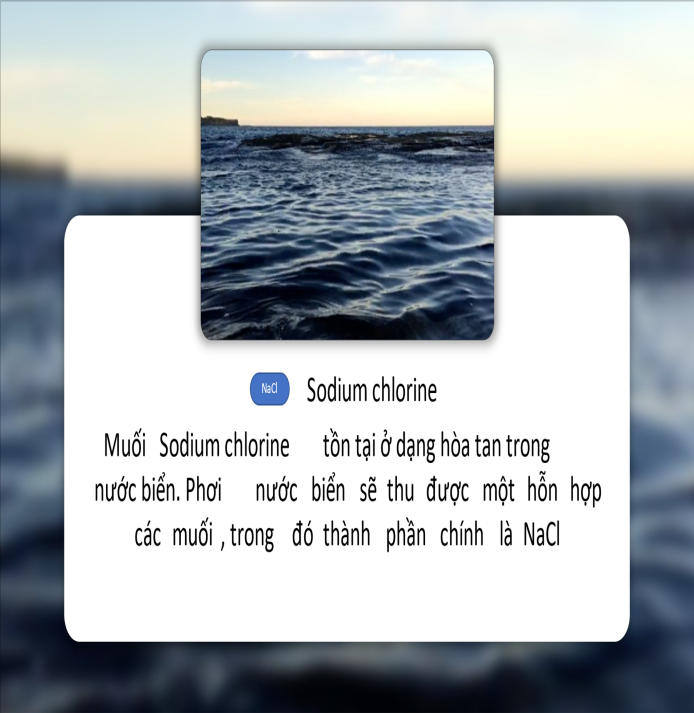 NaCl Sodium chlorine
Muối Sodium chlorine tồn tại ở dạng hòa tan trong
nước biển. Phơi nước biển sẽ thu được một hỗn hợp
các muối , trong đó thành phần chính là NaCl